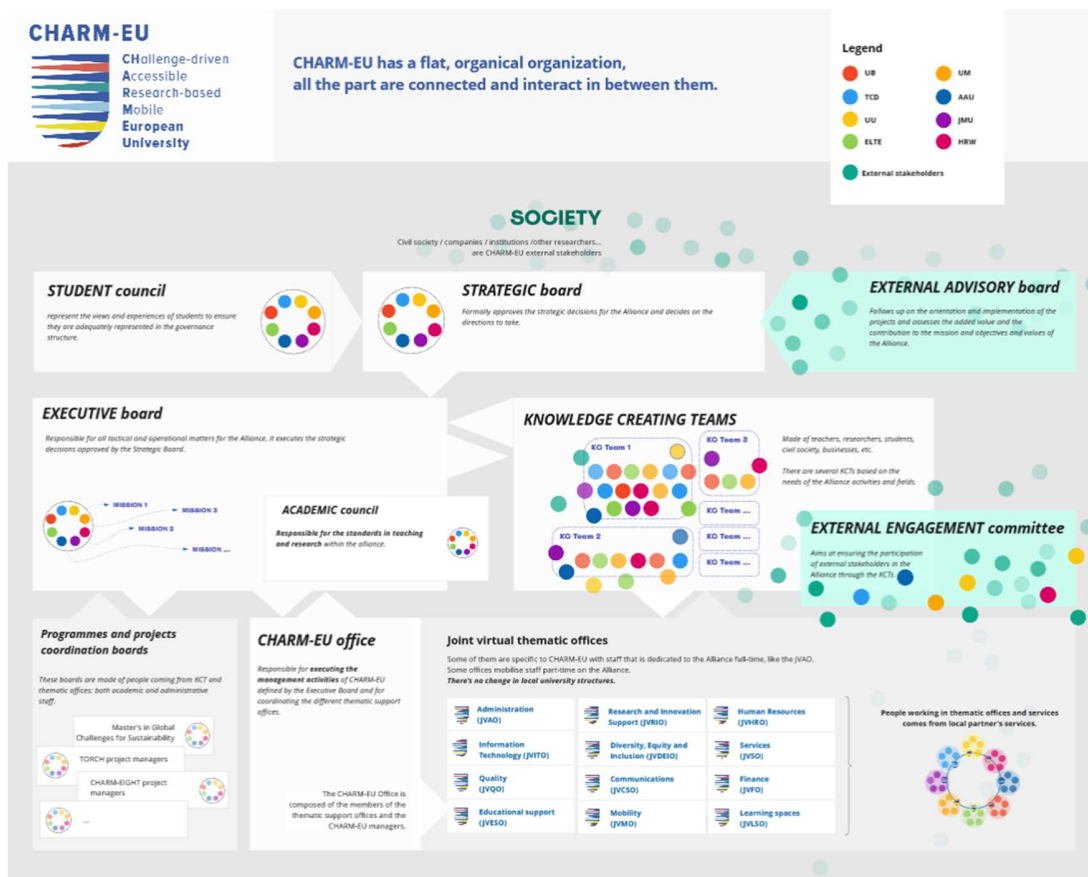 CHARM-EU
CHallenge-driven
Accessible
Research-based
Mobile
European
University
CHARM-EU has a flat, organical organization,
all the part are connected and interact in between them.
Legend
UB
UM
TCD
AAU
UU
JMU
ELTE
HRW
External stakeholders
SOCIETY
Civil society / companies / institutions /other researchers...
are CHARM-EU external stakeholders
STUDENT council
represent the views and experiences of students to ensure
they are adequately represented in the governance
structure.
STRATEGIC board
Formally approves the strategic decisions for the Alliance and decides on the
directions to take.
EXTERNAL ADVISORY board
Follows up on the orientation and implementation of the
projects and assesses the added value and the
contribution to the mission and objectives and values of
the Alliance.
EXECUTIVE board
Responsible for all tactical and operational matters for the Alliance, it executes the strategic
decisions approved by the Strategic Board.
MISSION 1
MISSION 3
MISSION 2
MISSION ...
ACADEMIC council
Responsible for the standards in teaching
and research within the alliance.
KNOWLEDGE CREATING TEAMS
KC Team 1
KC Team 3
KC Team ...
KC Team 2
KC Team ...
KC Team ...
Made of teachers, researchers, students,
civil society, businesses, etc.
There are several KCTs based on the
needs of the Alliance activities and fields.
EXTERNAL ENGAGEMENT committee
Aims at ensuring the participation
of external stakeholders in the
Alliance through the KCTs.
Programmes and projects
coordination boards
These boards are made of people coming from KCT and
thematic offices: both academic and administrative
staff.
Master's in Global
Challenges for Sustainability
TORCH project managers
CHARM-EIGHT project
managers
...
CHARM-EU office
Responsible for executing the
management activities of CHARM-EU
defined by the Executive Board and for
coordinating the different thematic support
offices.
The CHARM-EU Office is
composed of the members of the
thematic support offices and the
CHARM-EU managers.
Joint virtual thematic offices
Some of them are specific to CHARM-EU with staff that is dedicated to the Alliance full-time, like the JVAO.
Some offices mobilise staff part-time on the Alliance.
There's no change in local university structures.
Administration
(JVAO)
Research and Innovation
Support (JVRIO)
Human Resources
(JVHRO)
Information
Technology (JVITO)
Diversity, Equity and
Inclusion (JVDEIO)
Services
(JVSO)
Quality
(JVQO)
Communications
(JVCSO)
Finance
(JVFO)
Educational support
(JVESO)
Mobility
(JVMO)
Learning spaces
(JVLSO)
People working in thematic offices and services
comes from local partner's services.